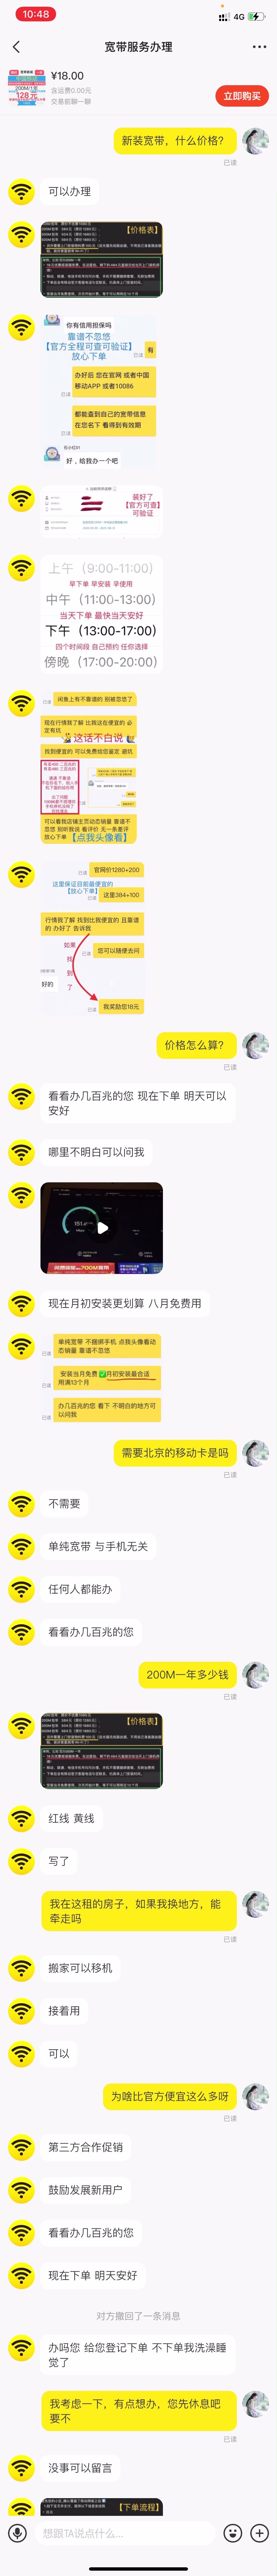 10:48
4G
宽带服务办理
¥18.00
含运费0.00元
交易前聊一聊
立即购买
200M/1年
128元
新装宽带，什么价格？
已读
可以办理
【价格表】
你有信用担保吗
靠谱不忽悠
【官方全程可查可验证】
放心下单
已读
有
办好后 您在官网 或者中国
移动APP 或者10086
已读
都能查到自己的宽带信息
在您名下 看得到有效期
已读
好，给我办一个吧
装好了
【官方可查】
可验证
上午（9:00-11:00）
早下单 早安装 早使用
中午（11:00-13:00）
当天下单 最快当天安好
下午（13:00-17:00）
四个时间段 自己预约 任你选择
傍晚（17:00-20:00）
已读
闲鱼上有不靠谱的 别被忽悠了
现在行情我了解 比我这在便宜的 必
定有坑
这话不白说
找到便宜的 可以免费给您鉴定 避坑
可以看我店铺主页动态销量 靠谱不
忽悠 别听我说 看评价 无一条差评
放心下单
【点我头像看】
官网价1280+200
已读
这里保证目前最便宜的
【放心下单】
已读
这里384+100
行情我了解 找到比我便宜的 且靠谱
的 办好了 告诉我
已读
如果
找
到
了
您可以随便去问
已读
好的
我奖励您18元
已读
价格怎么算？
已读
看看办几百兆的您 现在下单 明天可以
安好
哪里不明白可以问我
现在月初安装更划算 八月免费用
单纯宽带 不捆绑手机 点我头像看动
态销量 靠谱不忽悠
已读
安装当月免费 ✅月初安装最合适
用满13个月
已读
办几百兆的您 看下 不明白的地方可
以问我
已读
需要北京的移动卡是吗
已读
不需要
单纯宽带 与手机无关
任何人都能办
看看办几百兆的您
200M一年多少钱
已读
【价格表】
红线 黄线
写了
我在这租的房子，如果我换地方，能
牵走吗
已读
搬家可以移机
接着用
可以
为啥比官方便宜这么多呀
已读
第三方合作促销
鼓励发展新用户
看看办几百兆的您
现在下单 明天安好
对方撤回了一条消息
办吗您 给您登记下单 不下单我洗澡睡
觉了
我考虑一下，有点想办，您先休息吧
要不
已读
没事可以留言
【下单流程】
想跟TA说点什么...